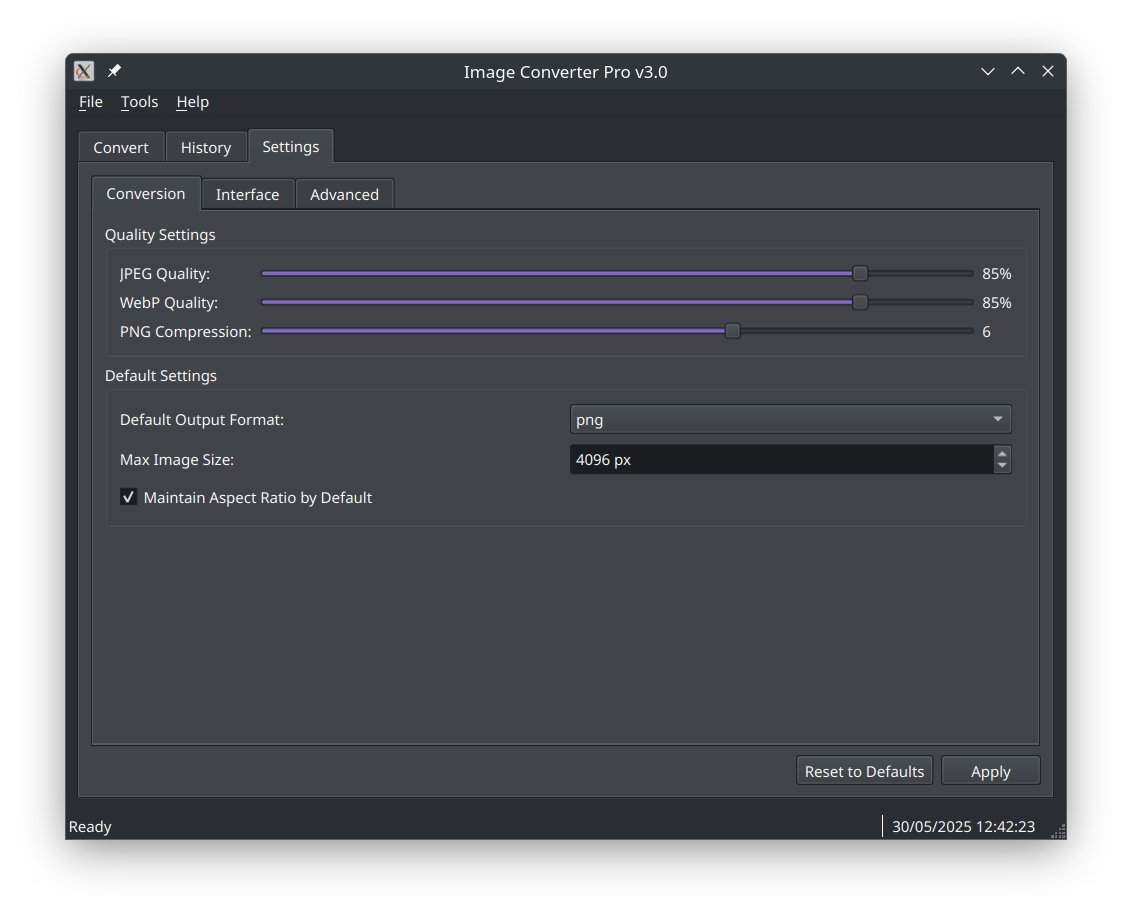 Image Converter Pro v3.0
File Tools Help
Convert History Settings
Conversion Interface Advanced
Quality Settings
JPEG Quality: 85%
WebP Quality: 85%
PNG Compression: 6
Default Settings
Default Output Format: png
Max Image Size: 4096 px
Maintain Aspect Ratio by Default
Reset to Defaults Apply
Ready 30/05/2025 12:42:23